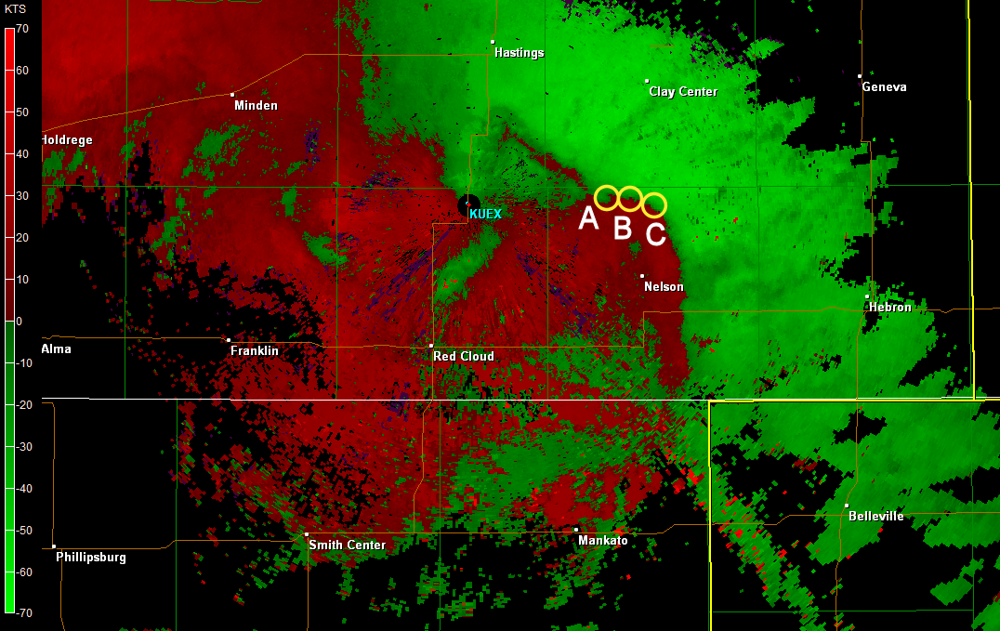 KTS
70
60
50
40
30
20
10
0
-10
-20
-30
-40
-50
-60
-70
Hastings
Clay Center
Geneva
Minden
Holdrege
KUEX
A
B
C
Nelson
Hebron
Alma
Franklin
Red Cloud
Belleville
Smith Center
Mankato
Phillipsburg